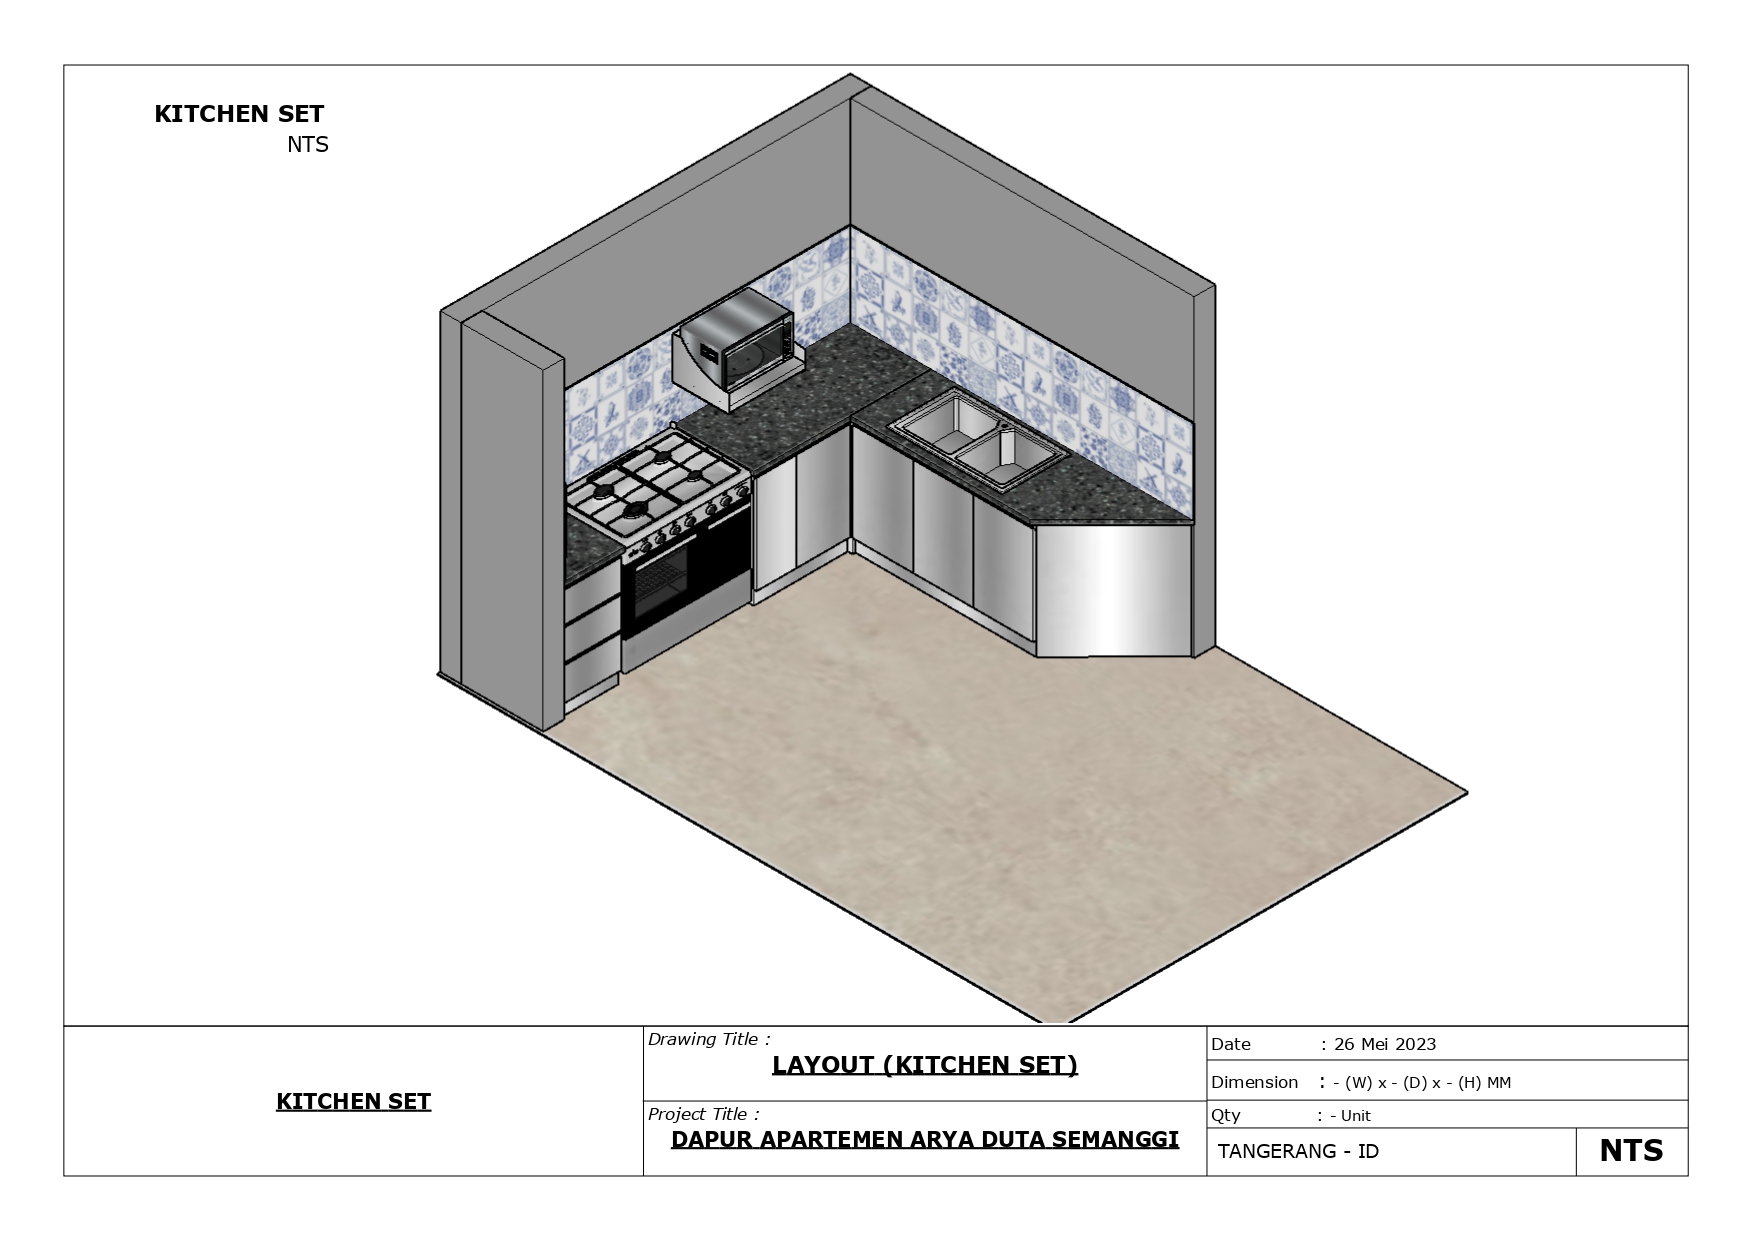 KITCHEN SET
NTS
KITCHEN SET
Drawing Title :
LAYOUT (KITCHEN SET)
Project Title :
DAPUR APARTEMEN ARYA DUTA SEMANGGI
Date : 26 Mei 2023
Dimension : - (W) x - (D) x - (H) MM
Qty : - Unit
TANGERANG - ID
NTS